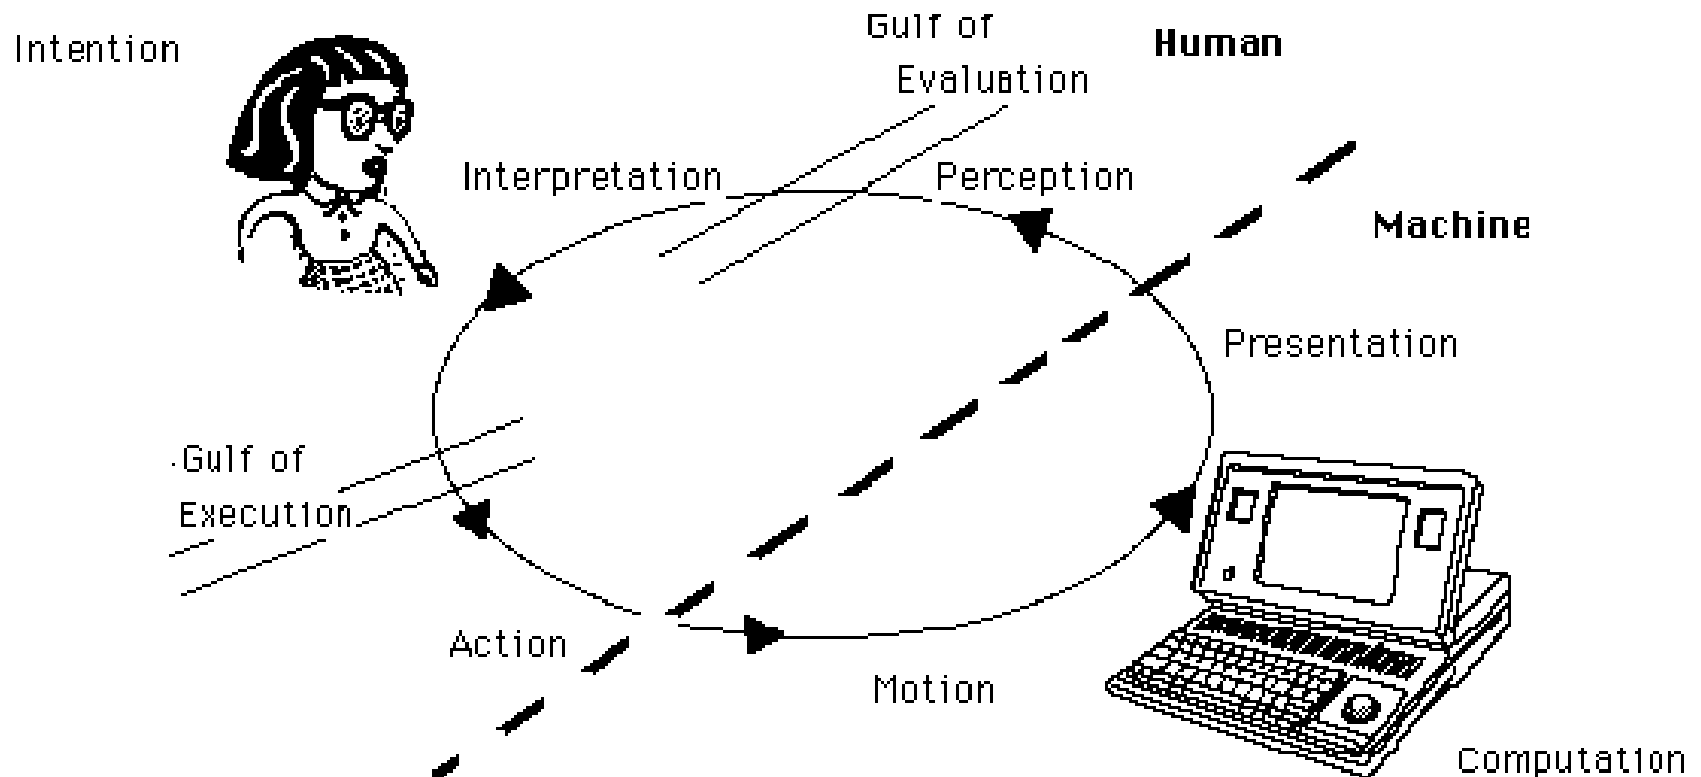 Intention
Gulf of
Evaluation
Human
Interpretation
Perception
Machine
Presentation
Gulf of
Execution
Action
Motion
Computation